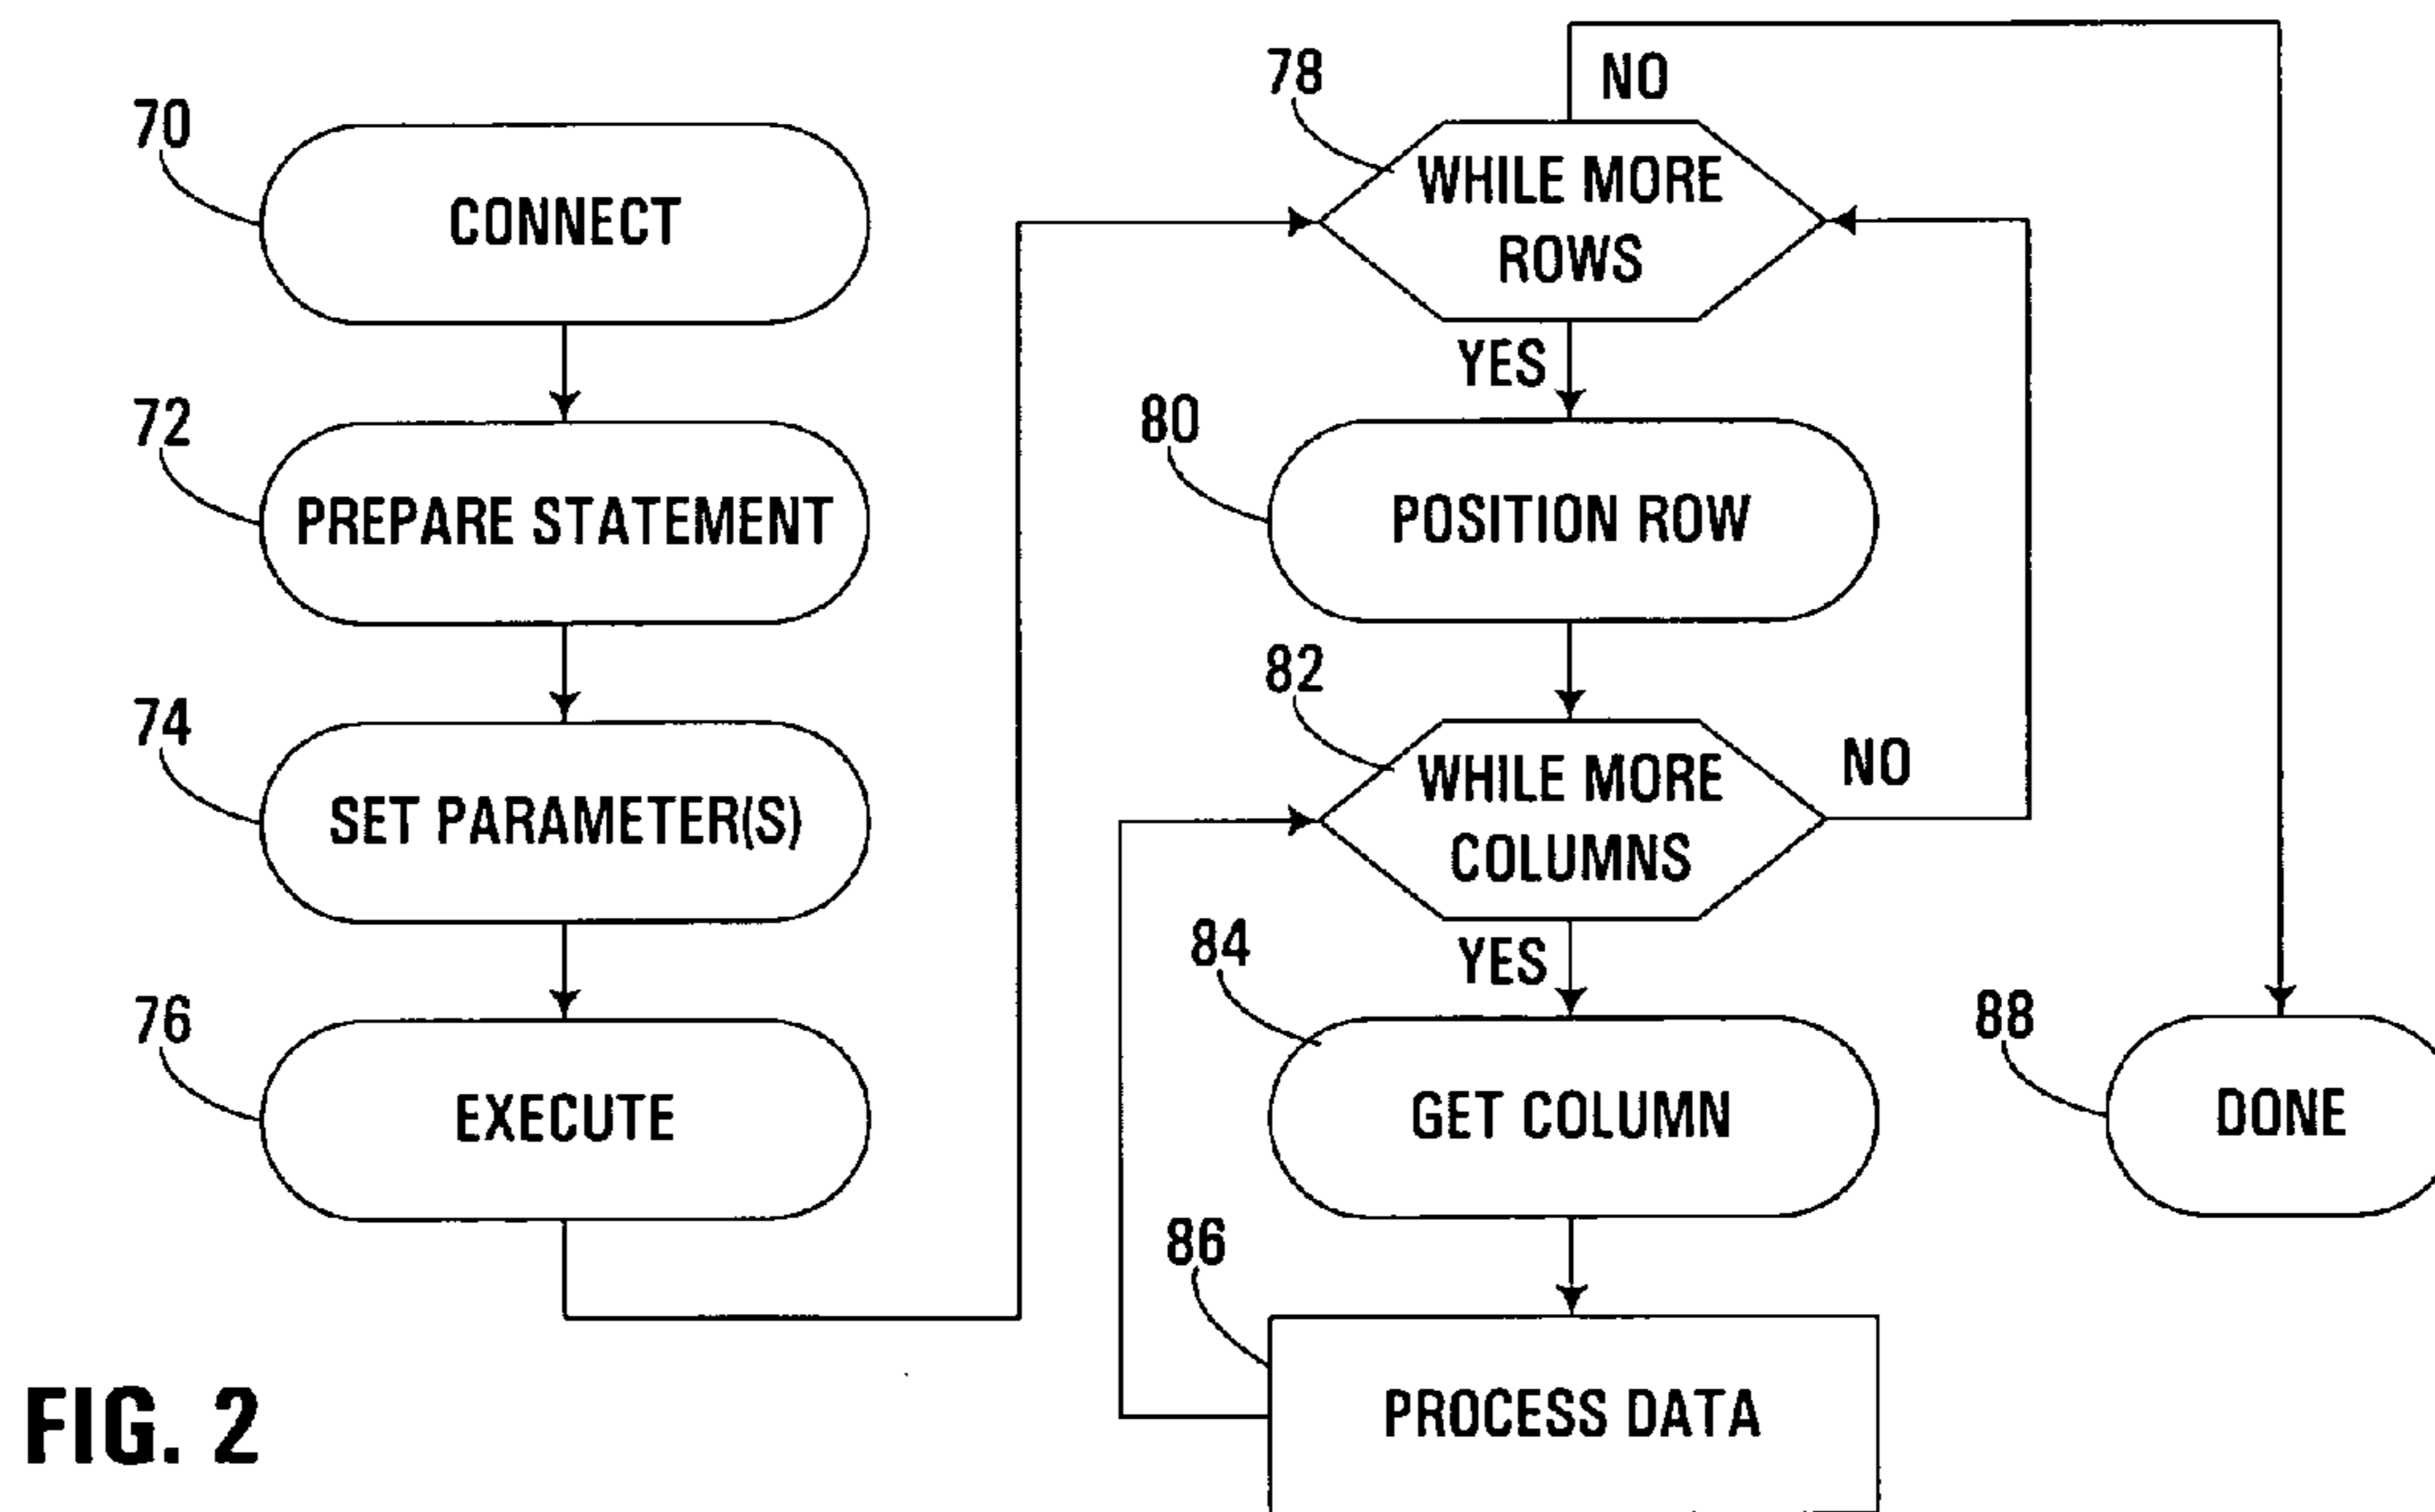 70
CONNECT
72
PREPARE STATEMENT
74
SET PARAMETER(S)
76
EXECUTE
78
NO
WHILE MORE
ROWS
YES
80
POSITION ROW
82
WHILE MORE
COLUMNS
NO
YES
84
GET COLUMN
86
PROCESS DATA
88
DONE
FIG. 2